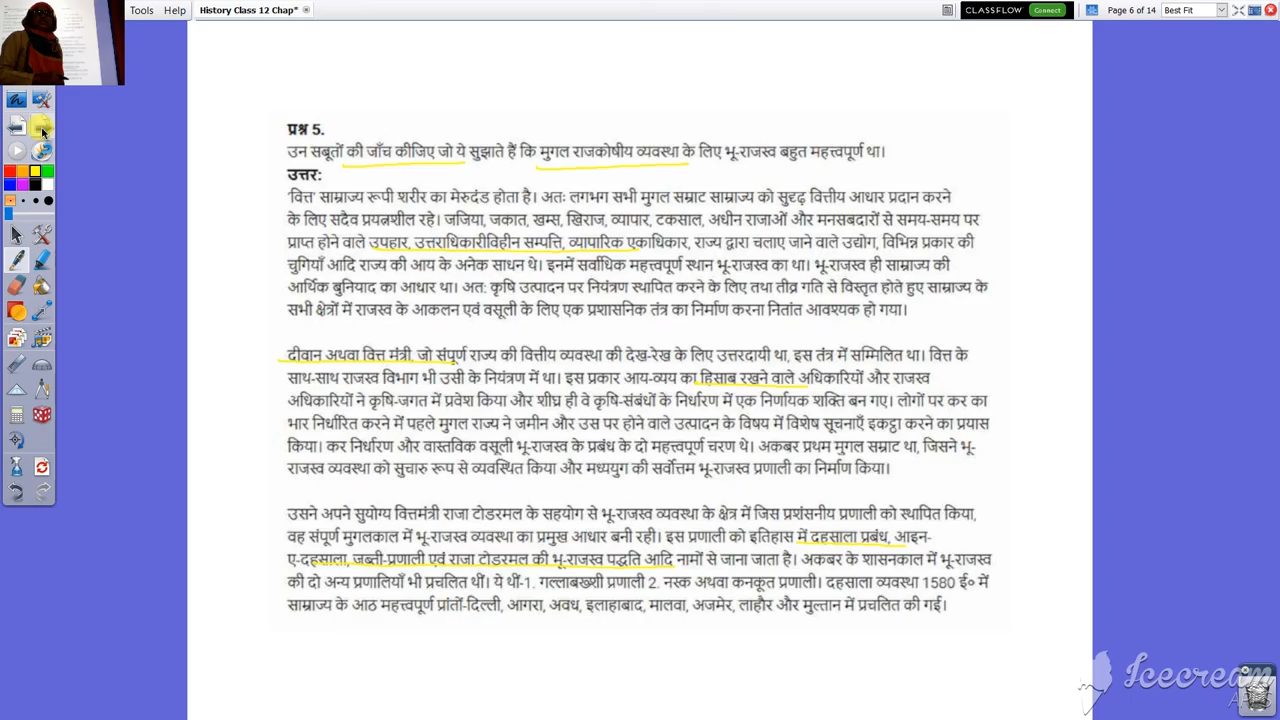 Tools Help
History Class 12 Chap*
CLASSFLOW Connect
Page 6 of 14
Best Fit
प्रश्न 5.
उन सबूतों की जाँच कीजिए जो ये सुझाते हैं कि मुगल राजकोषीय व्यवस्था के लिए भू-राजस्व बहुत महत्त्वपूर्ण था।
उत्तर:
‘वित्त’ साम्राज्य रूपी शरीर का मेरुदंड होता है। अतः लगभग सभी मुगल सम्राट साम्राज्य को सुदृढ़ वित्तीय आधार प्रदान करने
के लिए सदैव प्रयत्नशील रहे। जजिया, जकात, खम्स, खिराज, व्यापार, टकसाल, अधीन राजाओं और मनसबदारों से समय-समय पर
प्राप्त होने वाले उपहार, उत्तराधिकारीविहीन सम्पत्ति, व्यापारिक एकाधिकार, राज्य द्वारा चलाए जाने वाले उद्योग, विभिन्न प्रकार की
चुगियाँ आदि राज्य की आय के अनेक साधन थे। इनमें सर्वाधिक महत्त्वपूर्ण स्थान भू-राजस्व का था। भू-राजस्व ही साम्राज्य की
आर्थिक बुनियाद का आधार था। अत: कृषि उत्पादन पर नियंत्रण स्थापित करने के लिए तथा तीव्र गति से विस्तृत होते हुए साम्राज्य के
सभी क्षेत्रों में राजस्व के आकलन एवं वसूली के लिए एक प्रशासनिक तंत्र का निर्माण करना नितांत आवश्यक हो गया।
दीवान अथवा वित्त मंत्री, जो संपूर्ण राज्य की वित्तीय व्यवस्था की देख-रेख के लिए उत्तरदायी था, इस तंत्र में सम्मिलित था। वित्त के
साथ-साथ राजस्व विभाग भी उसी के नियंत्रण में था। इस प्रकार आय-व्यय का हिसाब रखने वाले अधिकारियों और राजस्व
अधिकारियों ने कृषि-जगत में प्रवेश किया और शीघ्र ही वे कृषि-संबंधों के निर्धारण में एक निर्णायक शक्ति बन गए। लोगों पर कर का
भार निर्धारित करने में पहले मुगल राज्य ने जमीन और उस पर होने वाले उत्पादन के विषय में विशेष सूचनाएँ इकट्ठा करने का प्रयास
किया। कर निर्धारण और वास्तविक वसूली भू-राजस्व के प्रबंध के दो महत्त्वपूर्ण चरण थे। अकबर प्रथम मुगल सम्राट था, जिसने भू-
राजस्व व्यवस्था को सुचारु रूप से व्यवस्थित किया और मध्ययुग की सर्वोत्तम भू-राजस्व प्रणाली का निर्माण किया।
उसने अपने सुयोग्य वित्तमंत्री राजा टोडरमल के सहयोग से भू-राजस्व व्यवस्था के क्षेत्र में जिस प्रशंसनीय प्रणाली को स्थापित किया,
वह संपूर्ण मुगलकाल में भू-राजस्व व्यवस्था का प्रमुख आधार बनी रही। इस प्रणाली को इतिहास में दहसाला प्रबंध, आइन-
ए-दहसाला, जब्ती-प्रणाली एवं राजा टोडरमल की भू-राजस्व पद्धति आदि नामों से जाना जाता है। अकबर के शासनकाल में भू-राजस्व
की दो अन्य प्रणालियाँ भी प्रचलित थीं। ये थीं-1. गल्लाबख्शी प्रणाली 2. नस्क अथवा कनकूत प्रणाली। दहसाला व्यवस्था 1580 ई० में
साम्राज्य के आठ महत्त्वपूर्ण प्रांतों-दिल्ली, आगरा, अवध, इलाहाबाद, मालवा, अजमेर, लाहौर और मुल्तान में प्रचलित की गई।
Icecream
APPS